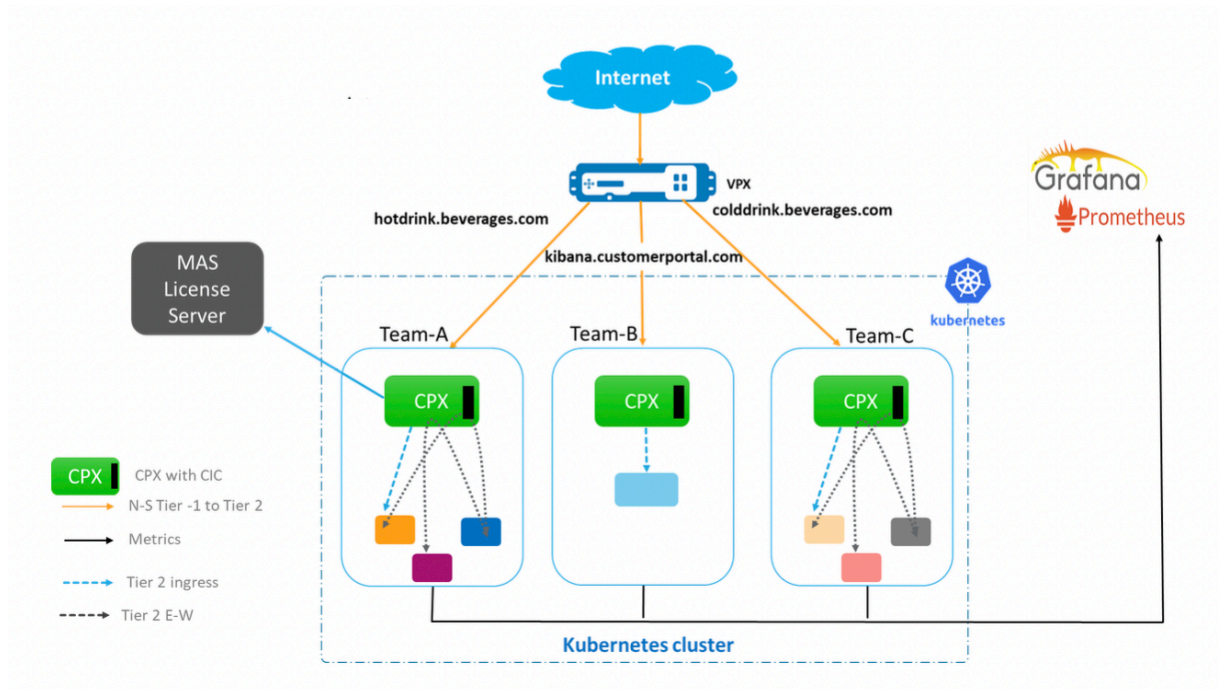 Internet
VPX
hotdrink.beverages.com
colddrink.beverages.com
kibana.customerportal.com
Grafana
Prometheus
MAS
License
Server
kubernetes
Team-A
Team-B
Team-C
CPX
CPX
CPX
CPX
CPX with CIC
N-S Tier -1 to Tier 2
Metrics
Tier 2 ingress
Tier 2 E-W
Kubernetes cluster